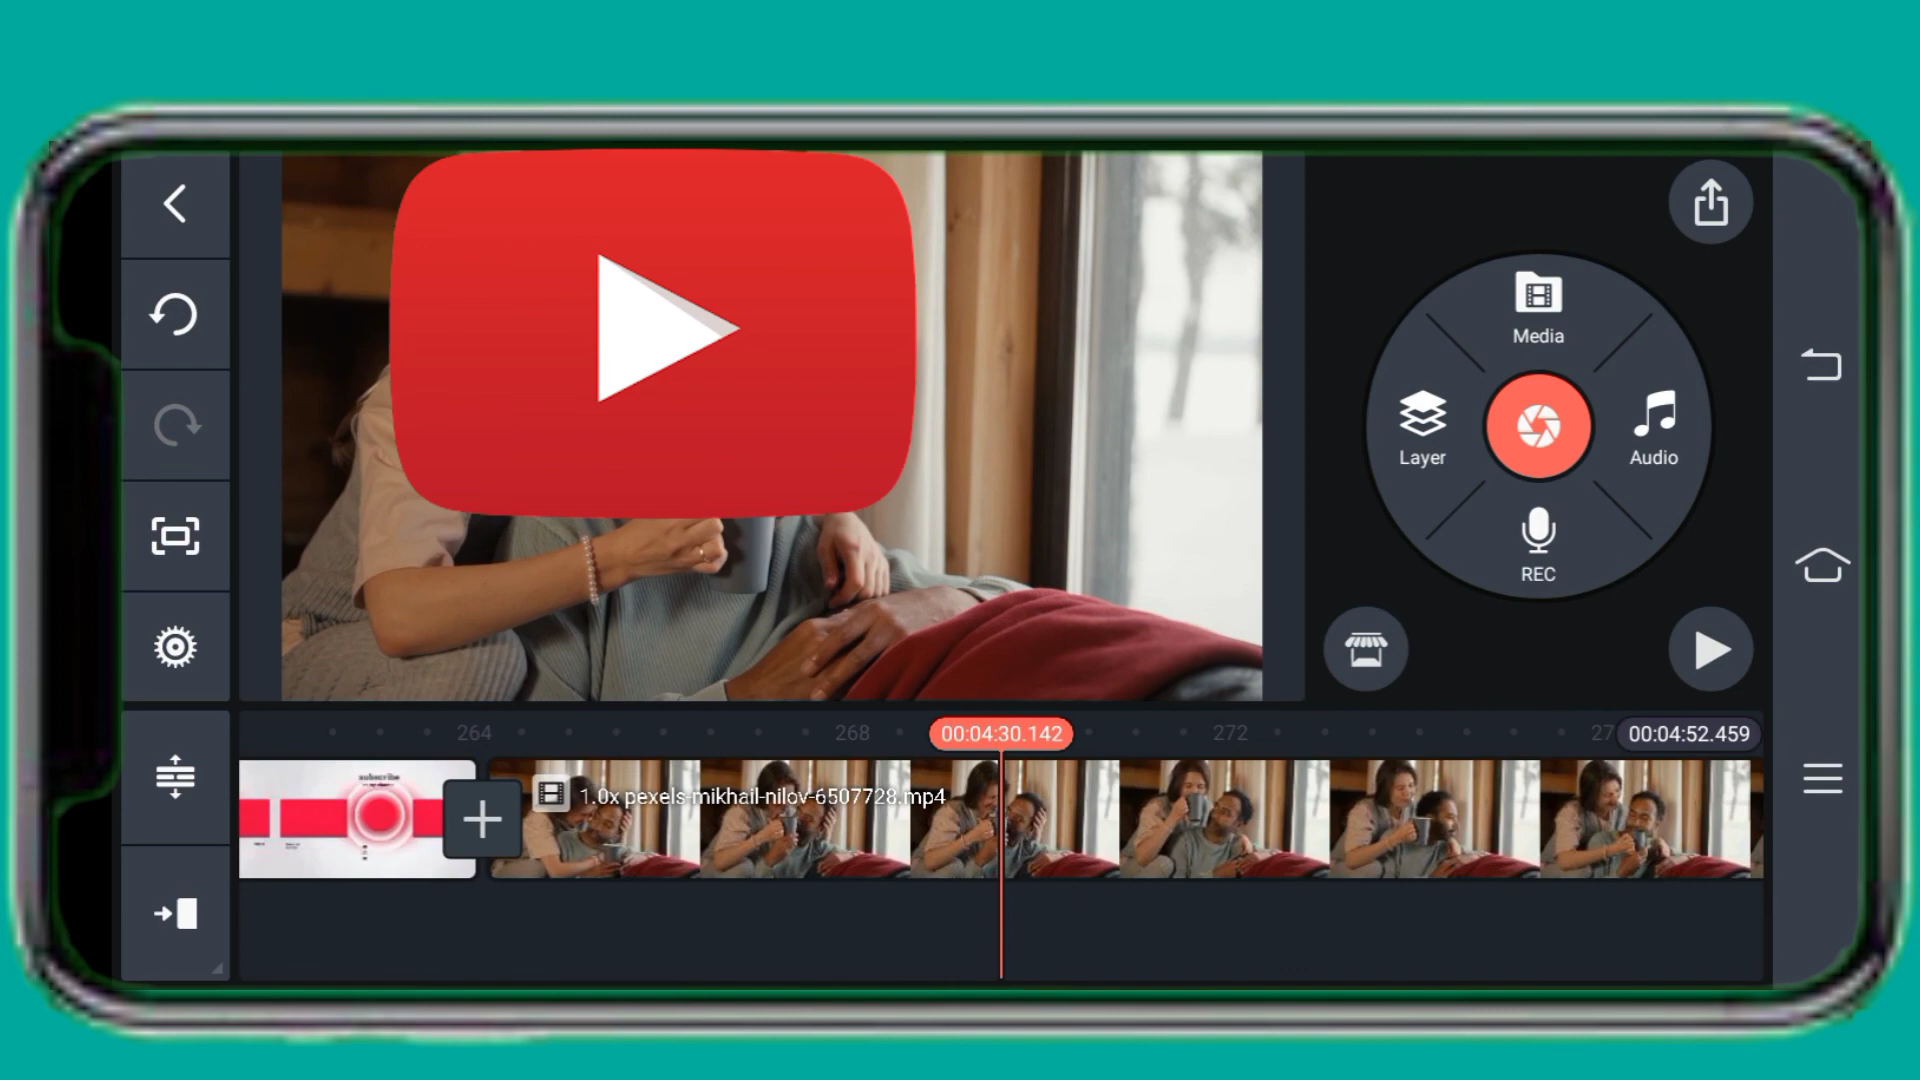 Media
Layer
Audio
REC
264
268
00:04:30.142
272
27
00:04:52.459
subscribe
1.0x pexels-mikhail-nilov-6507728.mp4